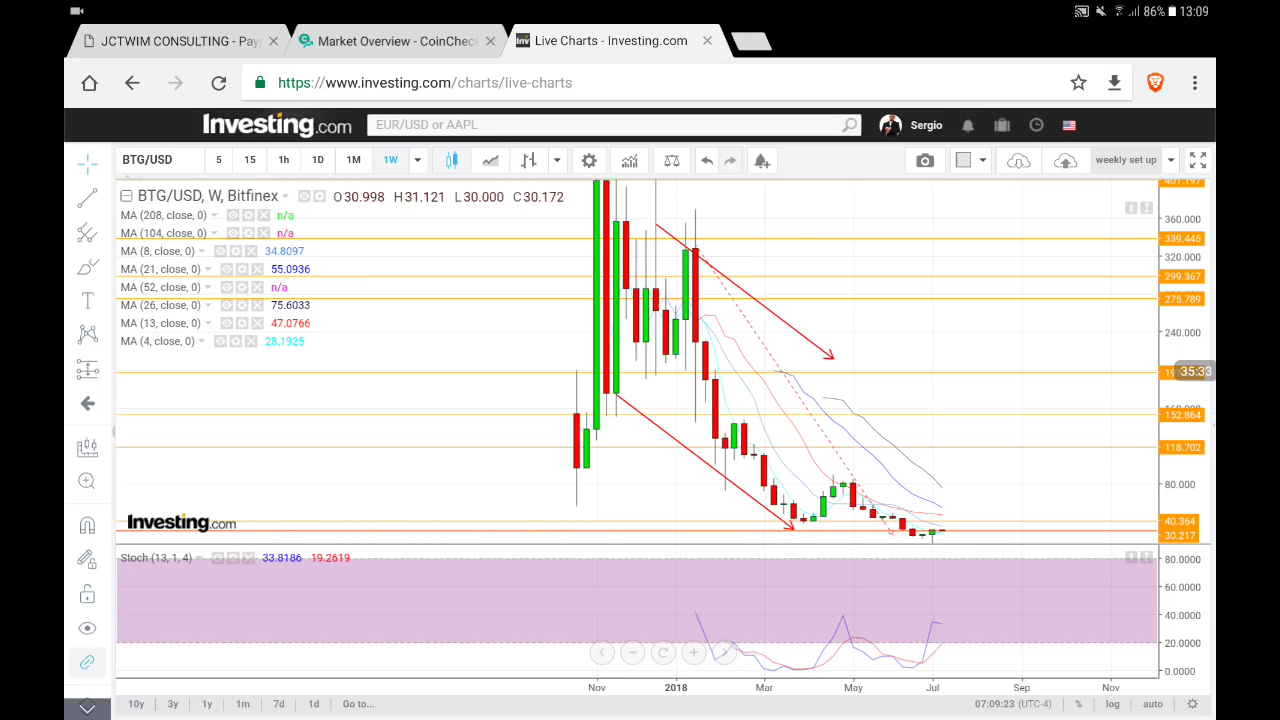 86% 13:09
JCTWIM CONSULTING - Payp
Market Overview - CoinChec
Inv Live Charts - Investing.com
https://www.investing.com/charts/live-charts
Investing.com
EUR/USD or AAPL
Sergio
BTG/USD 5 15 1h 1D 1M 1W
weekly set up
BTG/USD, W, Bitfinex O30.998 H31.121 L30.000 C30.172
MA (208, close, 0) n/a
MA (104, close, 0) n/a
MA (8, close, 0) 34.8097
MA (21, close, 0) 55.0936
MA (52, close, 0) n/a
MA (26, close, 0) 75.6033
MA (13, close, 0) 47.0766
MA (4, close, 0) 28.1925
401.197
360.000
339.445
320.000
299.367
275.789
240.000
35:33
152.864
118.702
80.000
40.364
30.217
Investing.com
Stoch (13, 1, 4) 33.8186 19.2619
80.0000
60.0000
40.0000
20.0000
0.0000
Nov 2018 Mar May Jul Sep Nov
10y 3y 1y 1m 7d 1d Go to...
07:09:23 (UTC-4) % log auto